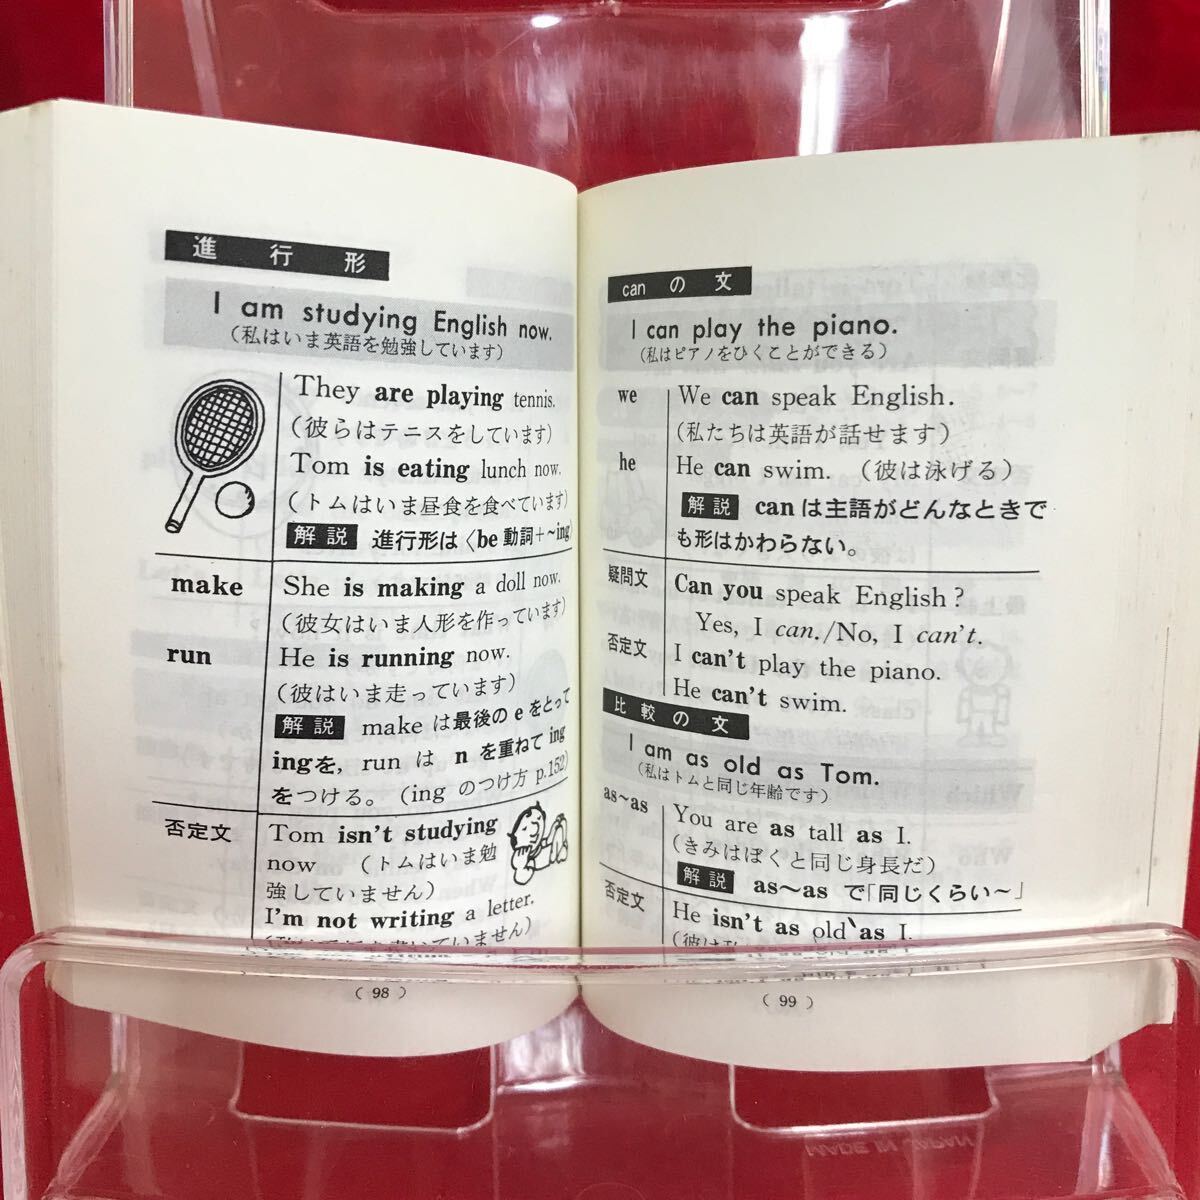 進行形
I am studying English now.
(私はいま英語を勉強しています)
They are playing tennis.
(彼らはテニスをしています)
Tom is eating lunch now.
(トムはいま昼食を食べています)
解説 進行形は〈be動詞+~ing〉
make She is making a doll now.
(彼女はいま人形を作っています)
run He is running now.
(彼はいま走っています)
解説 make は最後の e をとって
ingを, run は n を重ねて ing
をつける。(ing のつけ方 p.152)
否定文 Tom isn't studying
now (トムはいま勉
強していません)
I'm not writing a letter.
( 98 )
can の 文
I can play the piano.
(私はピアノをひくことができる)
we We can speak English.
(私たちは英語が話せます)
he He can swim. (彼は泳げる)
解説 can は主語がどんなときで
も形はかわらない。
疑問文 Can you speak English?
Yes, I can./No, I can't.
否定文 I can't play the piano.
He can't swim.
比較の文
I am as old as Tom.
(私はトムと同じ年齢です)
as~as You are as tall as I.
(きみはぼくと同じ身長だ)
解説 as~as で「同じくらい~」
否定文 He isn't as old as I.
( 99 )
MADE IN JAPAN